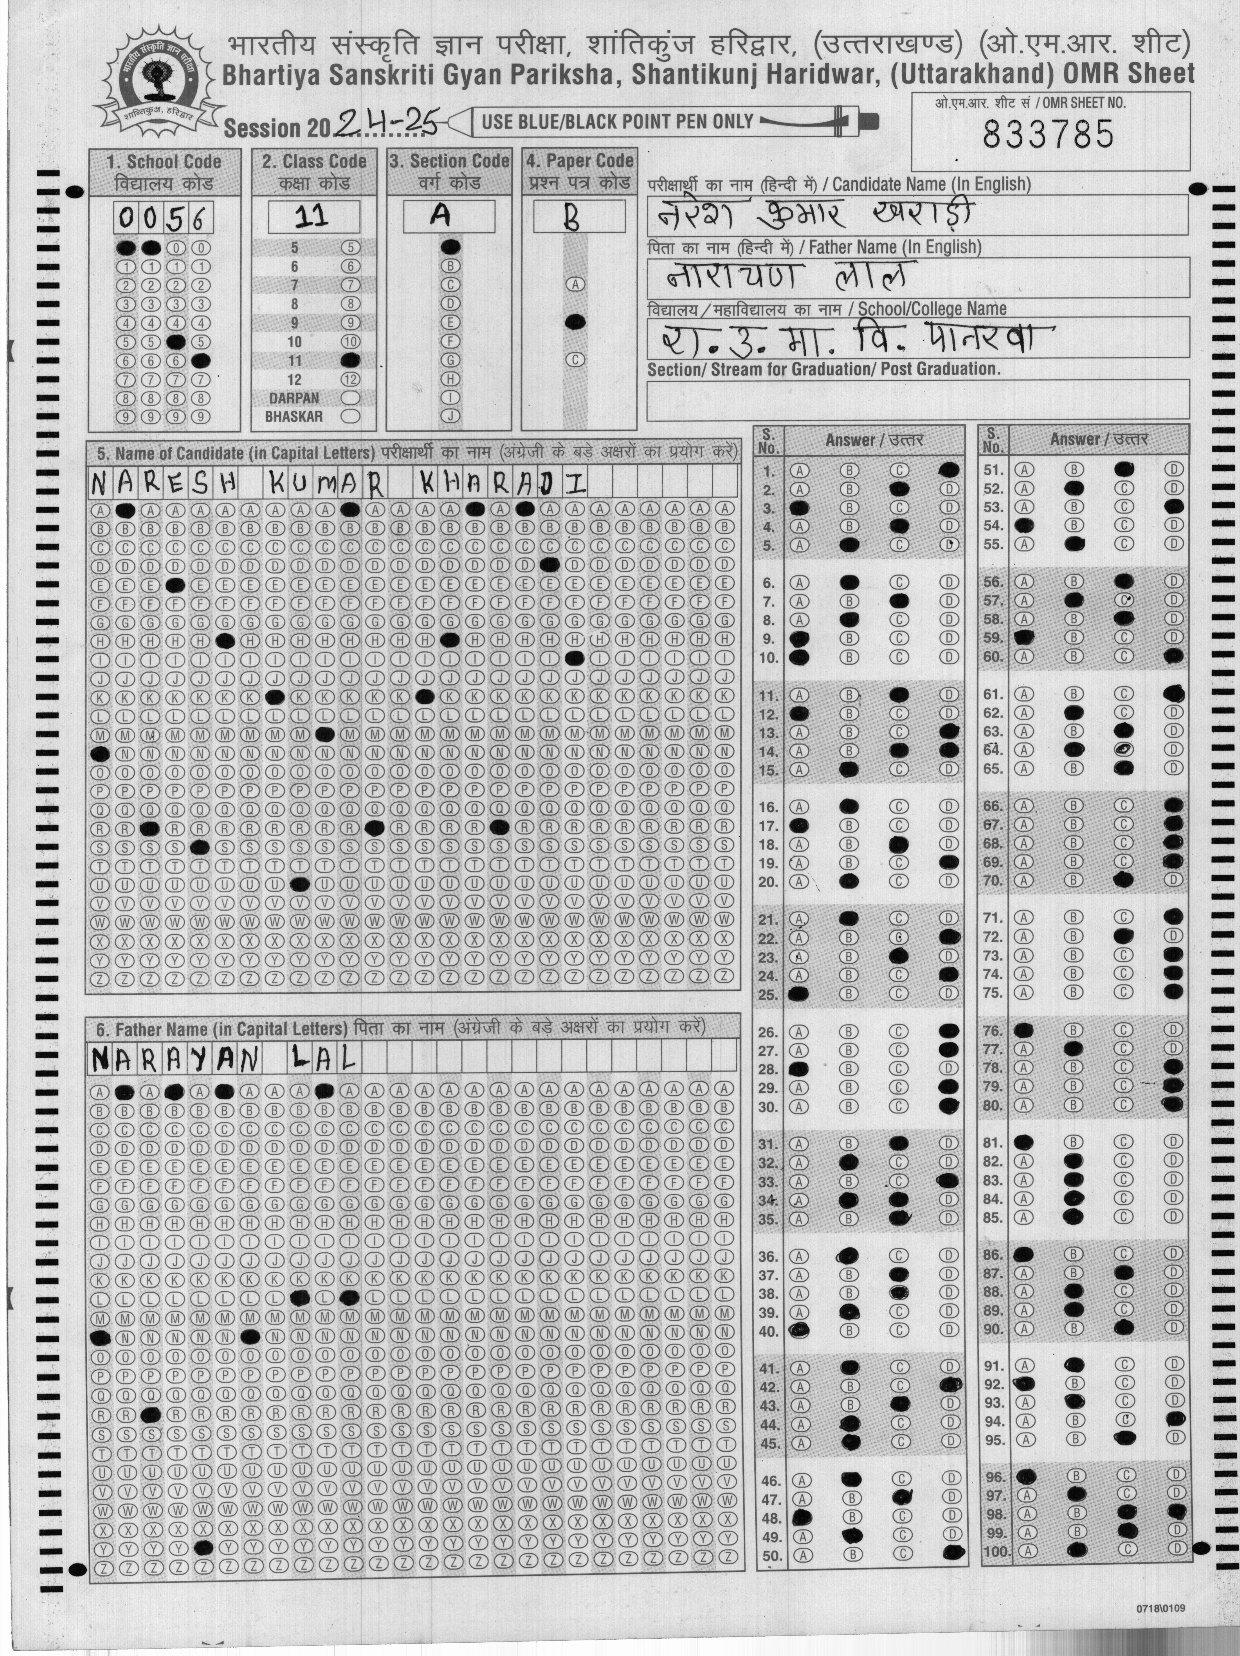 भारतीय संस्कृति ज्ञान परीक्षा, शांतिकुंज हरिद्वार, (उत्तराखण्ड) (ओ.एम.आर. शीट)
Bhartiya Sanskriti Gyan Pariksha, Shantikunj Haridwar, (Uttarakhand) OMR Sheet
Session 2024-25
USE BLUE/BLACK POINT PEN ONLY
ओ.एम.आर. शीट सं / OMR SHEET NO.
833785
1. School Code
विद्यालय कोड
0056
2. Class Code
कक्षा कोड
11
5
6
7
8
9
10
11
12
DARPAN
BHASKAR
3. Section Code
वर्ग कोड
A
4. Paper Code
प्रश्न पत्र कोड
B
परीक्षार्थी का नाम (हिन्दी में) / Candidate Name (In English)
नरेश कुमार खराड़ी
पिता का नाम (हिन्दी में) / Father Name (In English)
नारायण लाल
विद्यालय/महाविद्यालय का नाम / School/College Name
रा. उ. मा. वि. पानरवा
Section/ Stream for Graduation/ Post Graduation.
5. Name of Candidate (in Capital Letters) परीक्षार्थी का नाम (अंग्रेजी के बड़े अक्षरों का प्रयोग करें)
NARESH KUMAR KHARADI
6. Father Name (in Capital Letters) पिता का नाम (अंग्रेजी के बड़े अक्षरों का प्रयोग करें)
NARAYAN LAL
S. No. Answer / उत्तर
S. No. Answer / उत्तर
0718\0109